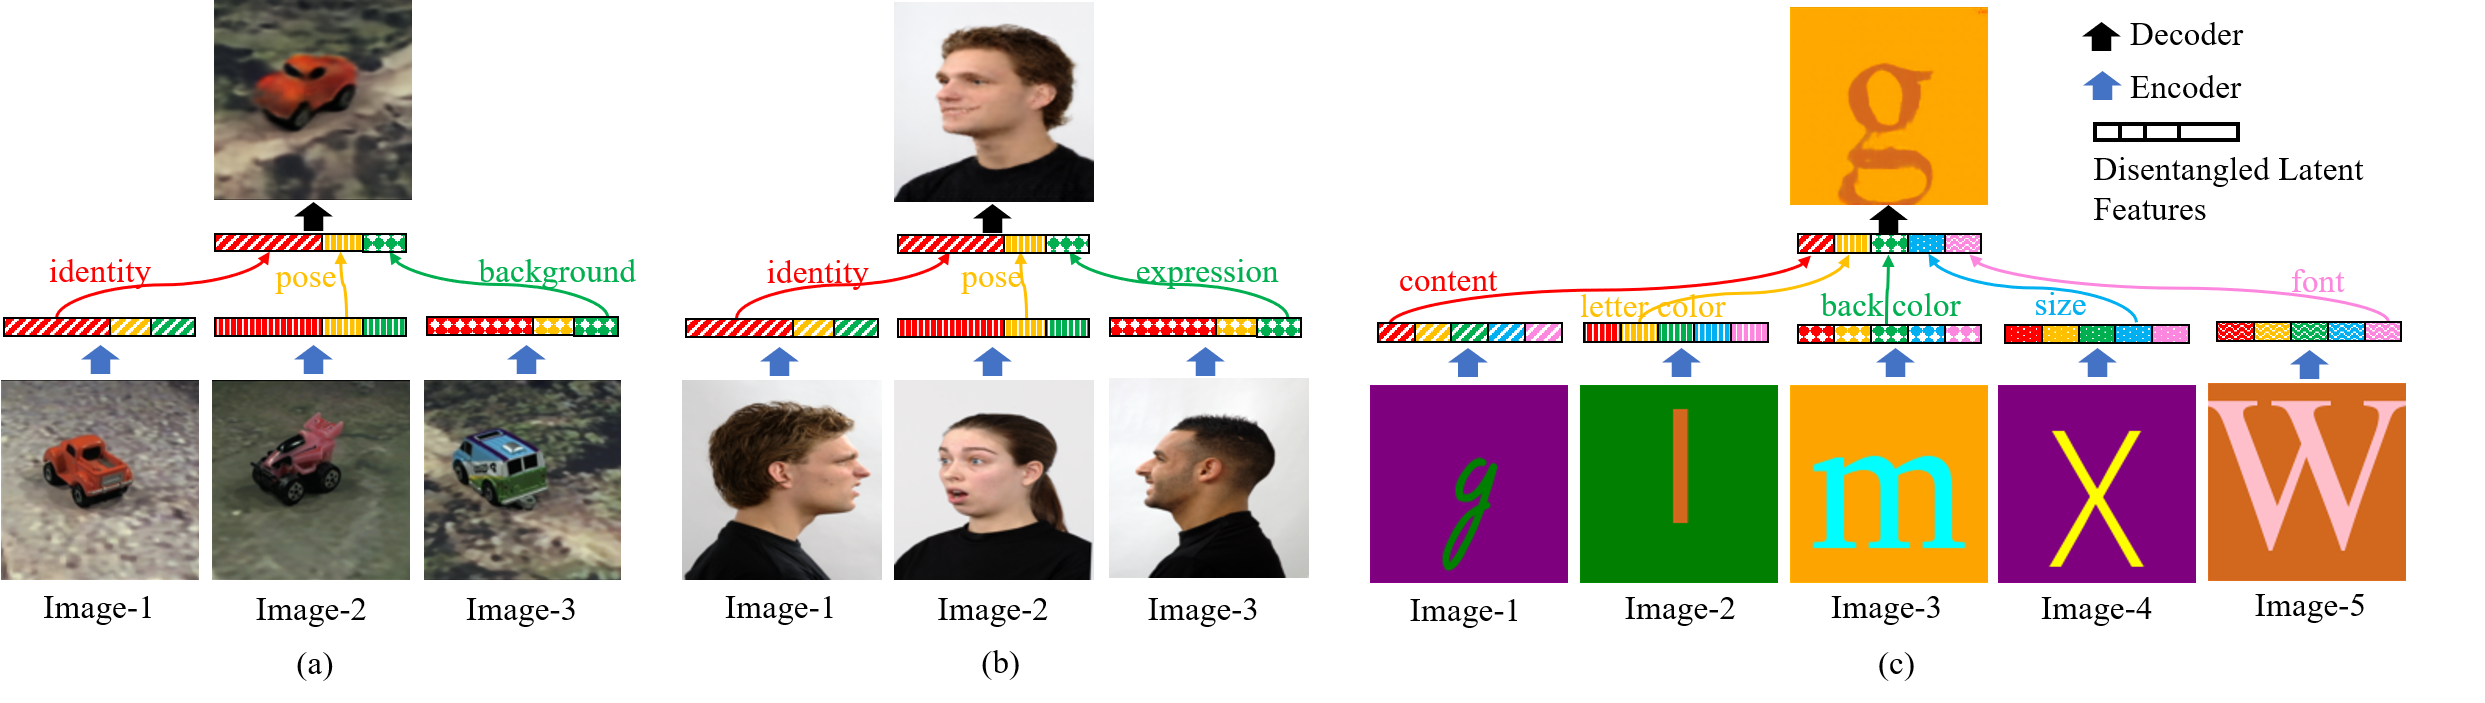 identity
pose
background
Image-1
Image-2
Image-3
(a)
identity
pose
expression
Image-1
Image-2
Image-3
(b)
g
content
letter color
back color
size
font
g
l
m
X
W
Image-1
Image-2
Image-3
Image-4
Image-5
(c)
Decoder
Encoder
Disentangled Latent
Features